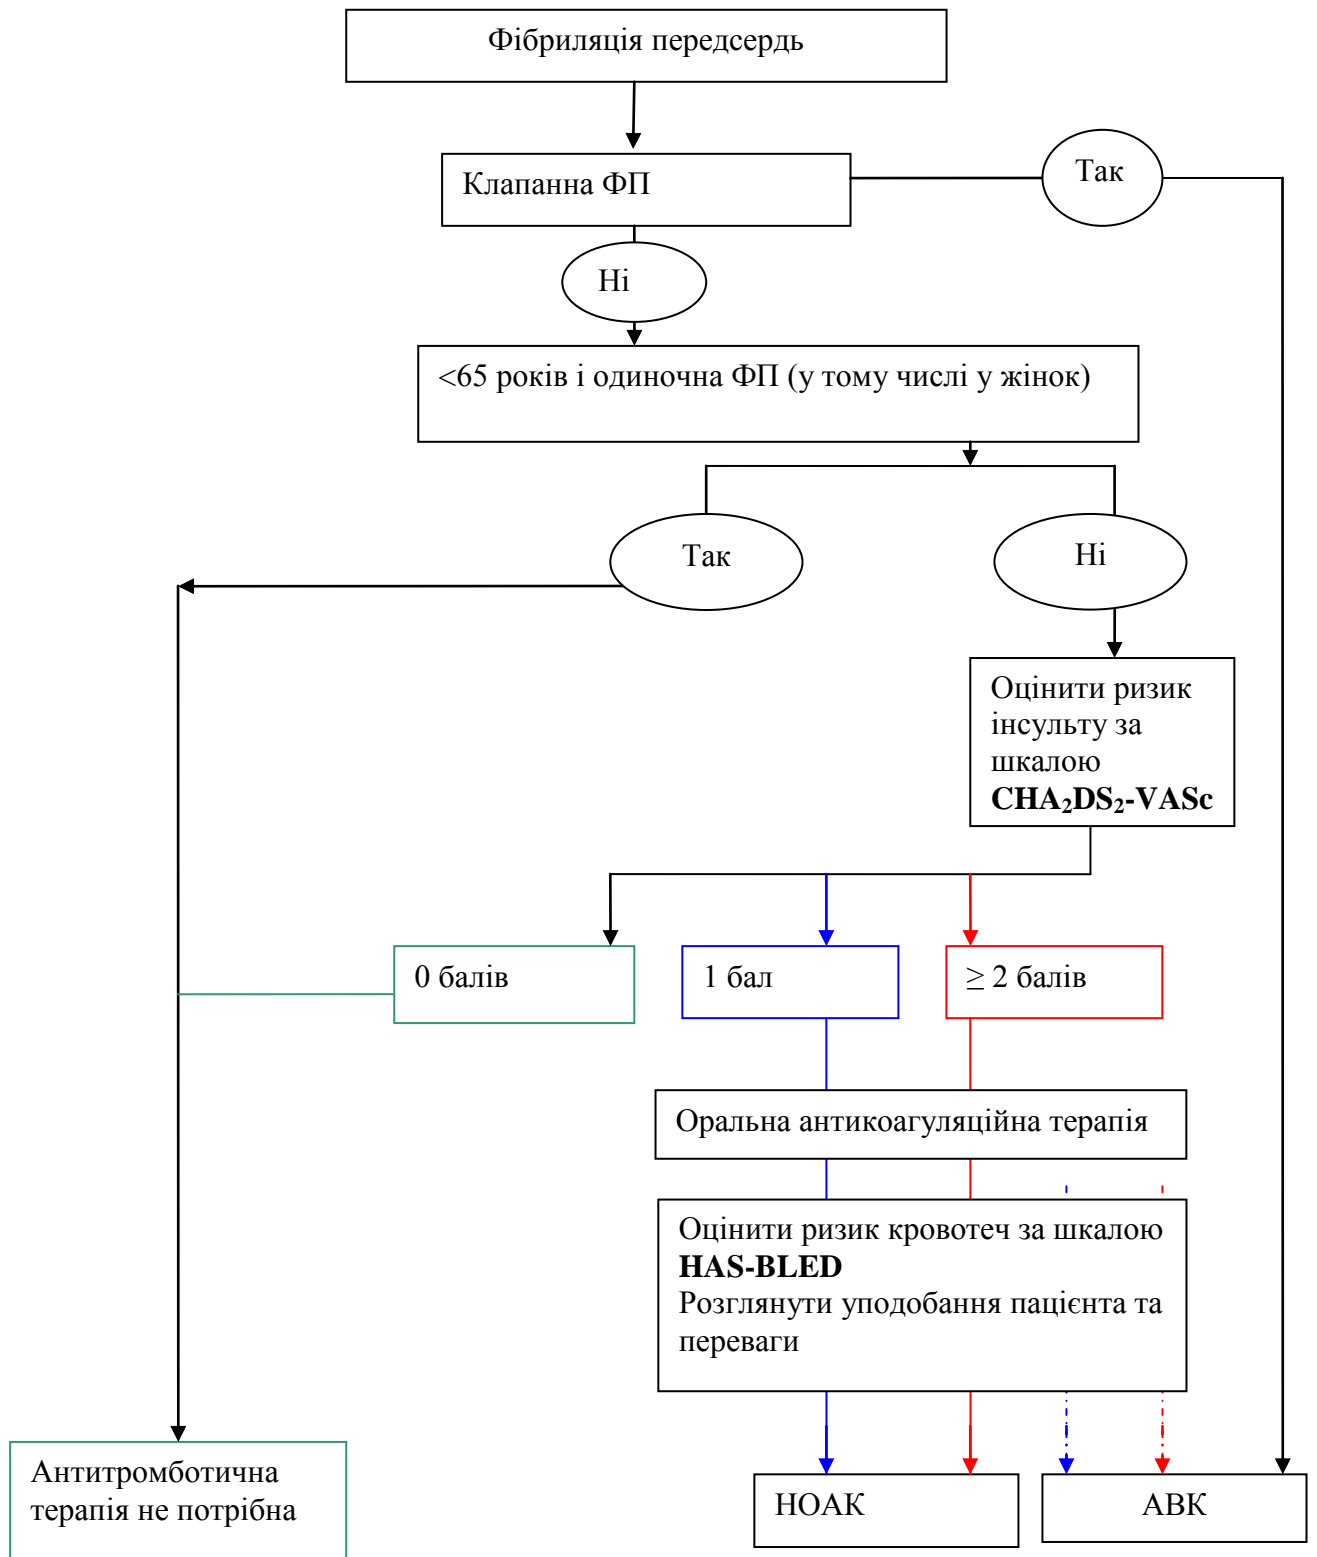 Фібриляція передсердь
Клапанна ФП
Так
Ні
<65 років і одиночна ФП (у тому числі у жінок)
Так
Ні
Оцінити ризик
інсульту за
шкалою
CHA₂DS₂-VASc
0 балів
1 бал
≥ 2 балів
Оральна антикоагуляційна терапія
Оцінити ризик кровотеч за шкалою
HAS-BLED
Розглянути уподобання пацієнта та
переваги
Антитромботична
терапія не потрібна
НОАК
АВК